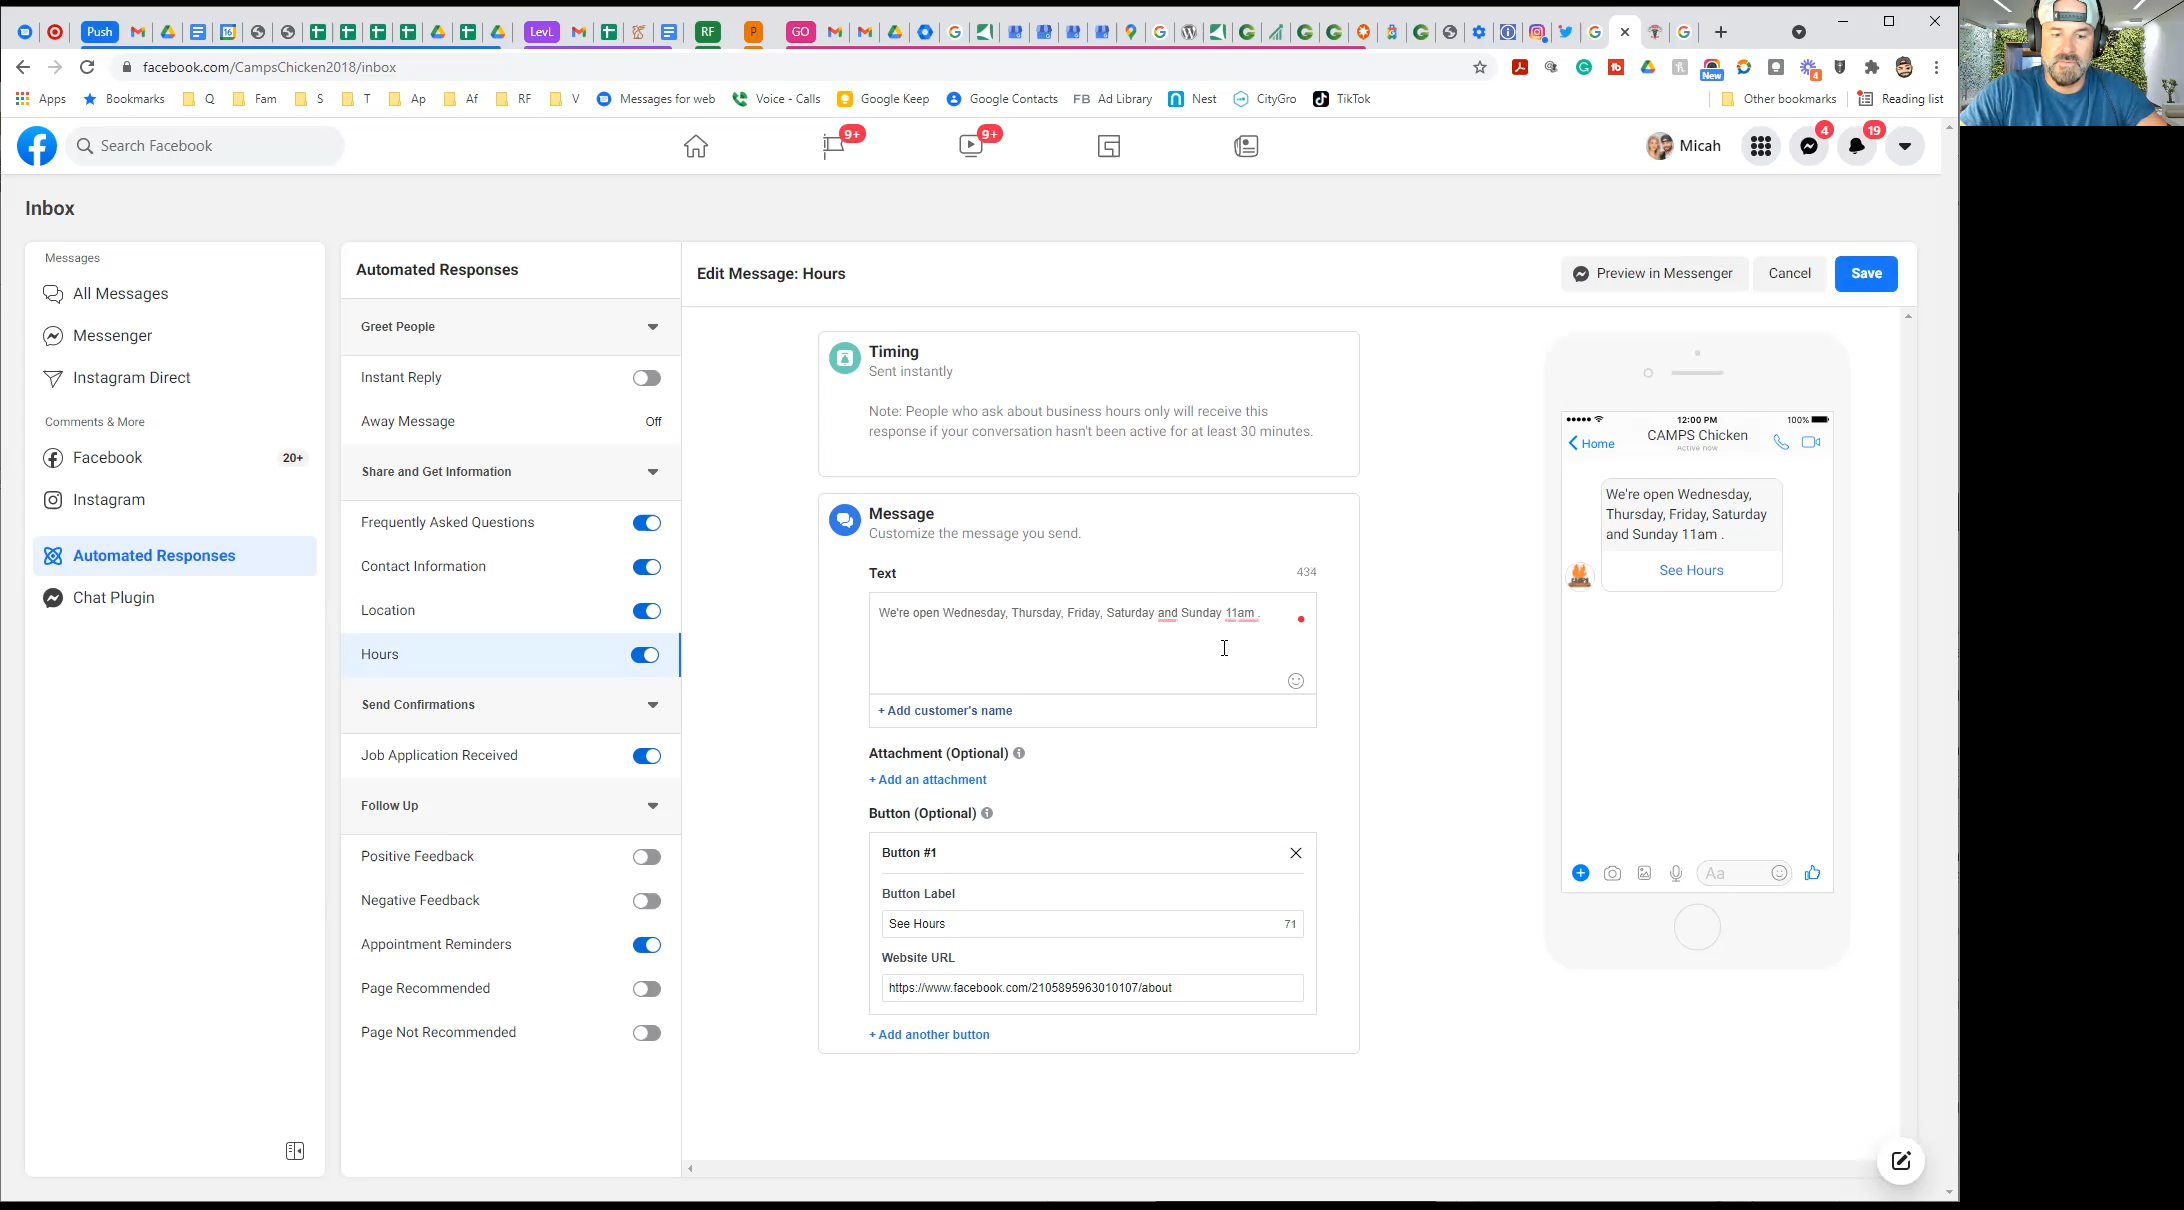 Push
16
LevL
RF
P
GO
facebook.com/CampsChicken2018/inbox
New
4
Apps
Bookmarks
Q
Fam
S
T
Ap
Af
RF
V
Messages for web
Voice - Calls
Google Keep
Google Contacts
FB Ad Library
Nest
CityGro
TikTok
Other bookmarks
Reading list
Search Facebook
9+
9+
Micah
4
19
Inbox
Messages
All Messages
Messenger
Instagram Direct
Comments & More
Facebook
20+
Instagram
Automated Responses
Chat Plugin
Automated Responses
Greet People
Instant Reply
Away Message
Off
Share and Get Information
Frequently Asked Questions
Contact Information
Location
Hours
Send Confirmations
Job Application Received
Follow Up
Positive Feedback
Negative Feedback
Appointment Reminders
Page Recommended
Page Not Recommended
Edit Message: Hours
Preview in Messenger
Cancel
Save
Timing
Sent instantly
Note: People who ask about business hours only will receive this
response if your conversation hasn't been active for at least 30 minutes.
Message
Customize the message you send.
Text
434
We're open Wednesday, Thursday, Friday, Saturday and Sunday 11am .
+ Add customer's name
Attachment (Optional)
+ Add an attachment
Button (Optional)
Button #1
Button Label
See Hours
71
Website URL
https://www.facebook.com/2105895963010107/about
+ Add another button
12:00 PM
100%
Home
CAMPS Chicken
Active now
We're open Wednesday,
Thursday, Friday, Saturday
and Sunday 11am .
See Hours
Aa